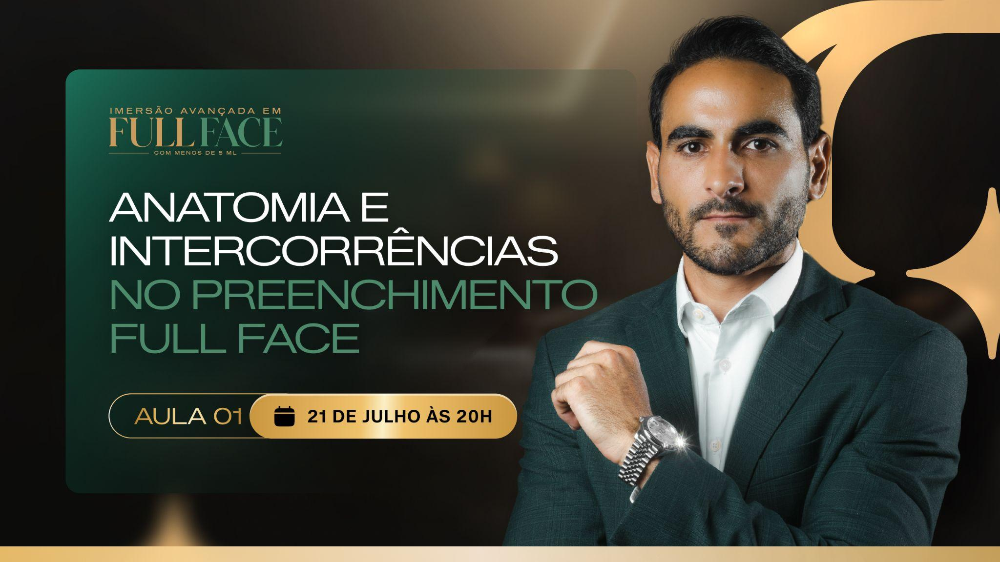 IMERSÃO AVANÇADA EM
FULL FACE
COM MENOS DE 5 ML
ANATOMIA E
INTERCORRÊNCIAS
NO PREENCHIMENTO
FULL FACE
AULA 01
21 DE JULHO ÀS 20H